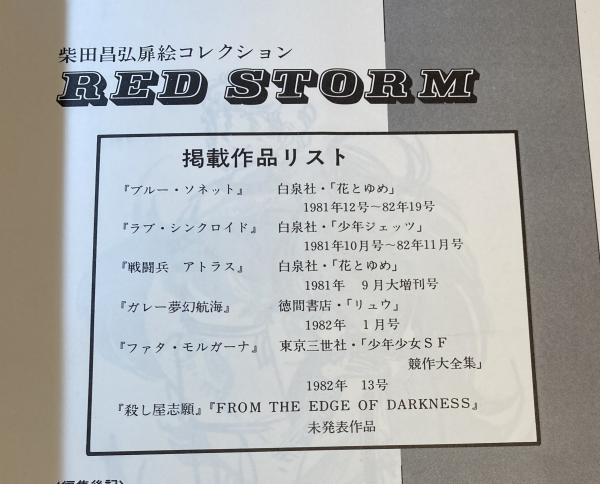 柴田昌弘扉絵コレクション
RED STORM
掲載作品リスト
『ブルー・ソネット』 白泉社・「花とゆめ」
1981年12号～82年19号
『ラブ・シンクロイド』 白泉社・「少年ジェッツ」
1981年10月号～82年11月号
『戦闘兵 アトラス』 白泉社・「花とゆめ」
1981年 9月大増刊号
『ガレー夢幻航海』 徳間書店・「リュウ」
1982年 1月号
『ファタ・モルガーナ』 東京三世社・「少年少女SF
競作大全集」
1982年 13号
『殺し屋志願』『FROM THE EDGE OF DARKNESS』
未発表作品